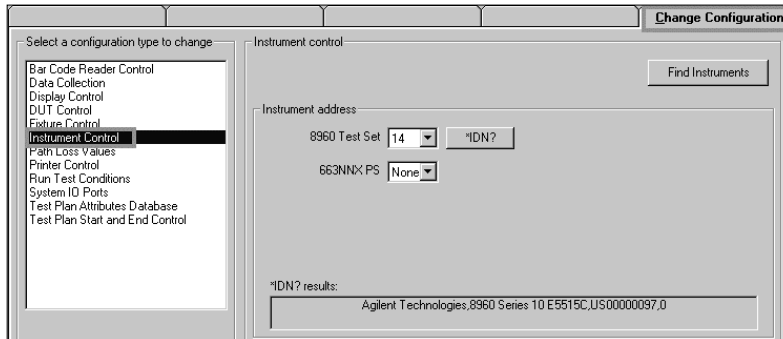 Change Configuration
Select a configuration type to change
Bar Code Reader Control
Data Collection
Display Control
DUT Control
Fixture Control
Instrument Control
Path Loss Values
Printer Control
Run Test Conditions
System IO Ports
Test Plan Attributes Database
Test Plan Start and End Control
Instrument control
Find Instruments
Instrument address
8960 Test Set 14 *IDN?
663NNX PS None
*IDN? results:
Agilent Technologies,8960 Series 10 E5515C,US00000097,0